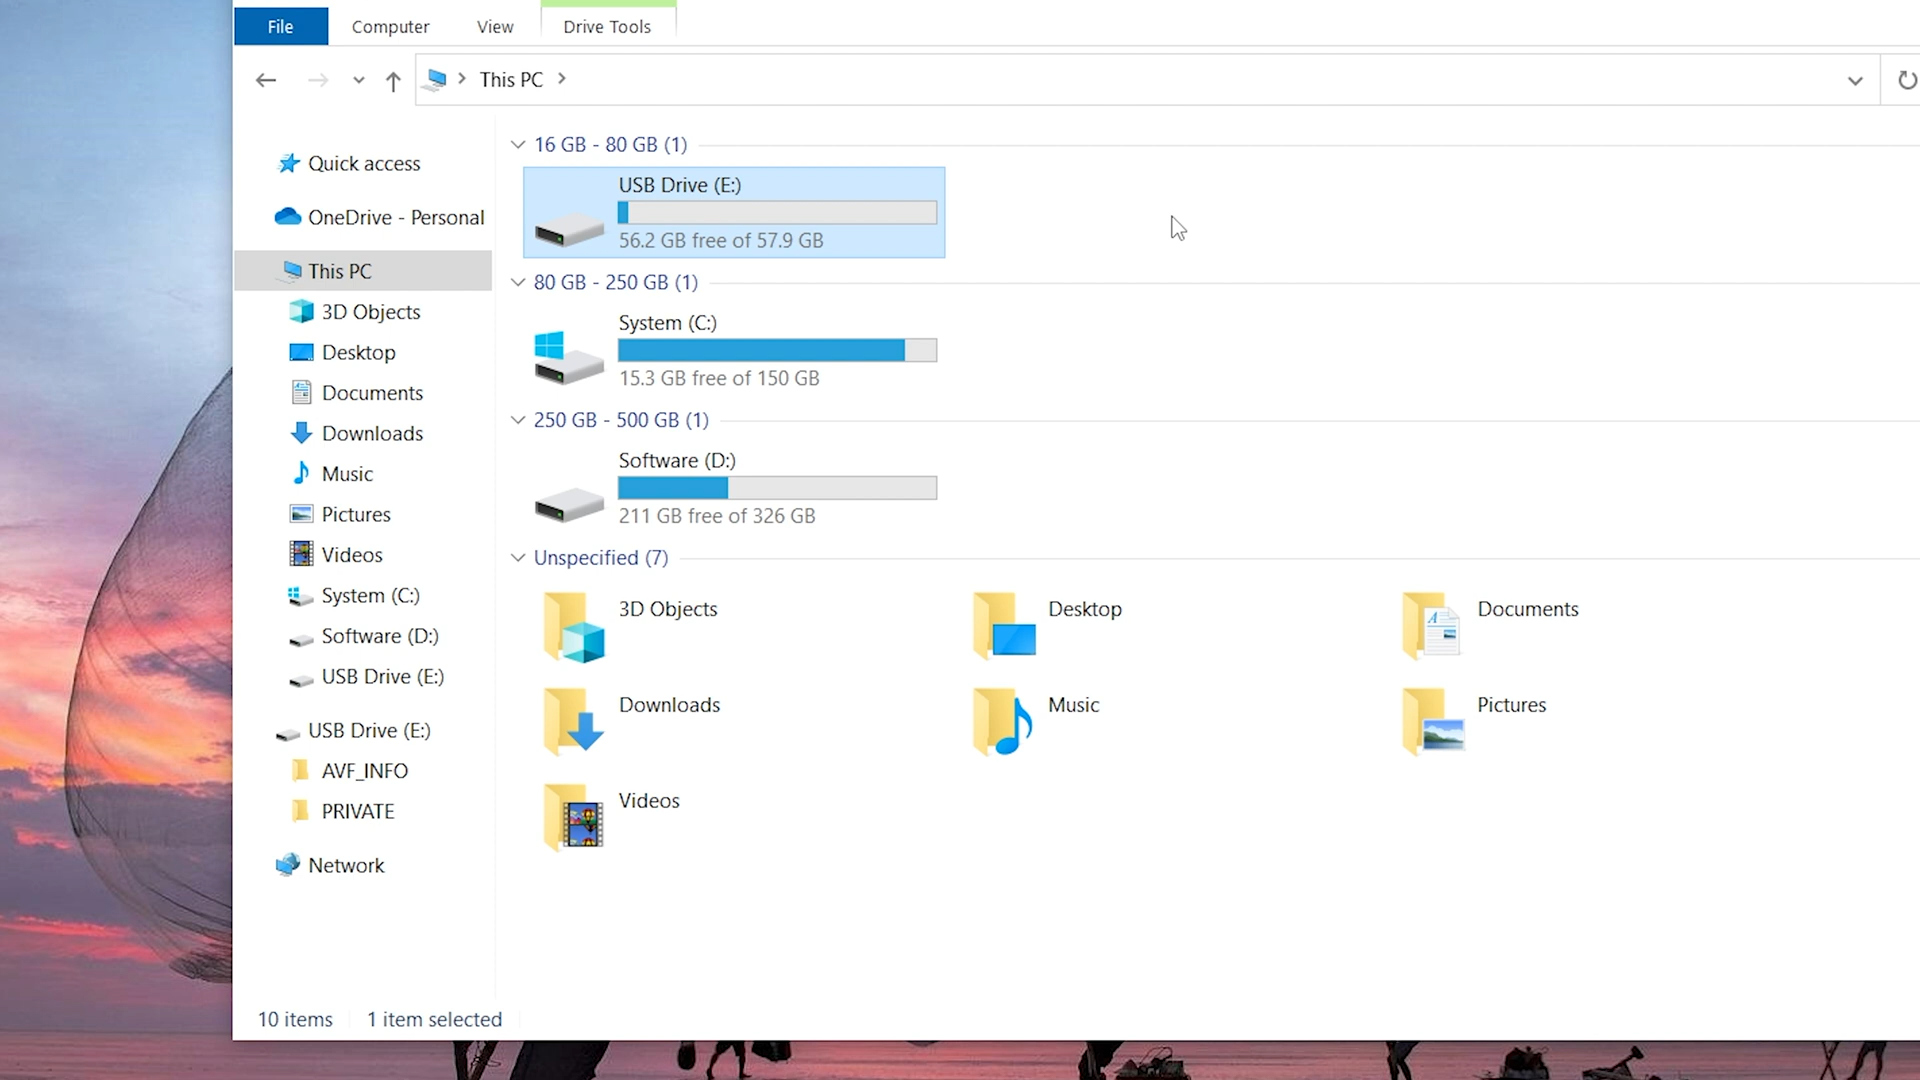 File
Computer
View
Drive Tools
This PC
Quick access
OneDrive - Personal
This PC
3D Objects
Desktop
Documents
Downloads
Music
Pictures
Videos
System (C:)
Software (D:)
USB Drive (E:)
USB Drive (E:)
AVF_INFO
PRIVATE
Network
16 GB - 80 GB (1)
USB Drive (E:)
56.2 GB free of 57.9 GB
80 GB - 250 GB (1)
System (C:)
15.3 GB free of 150 GB
250 GB - 500 GB (1)
Software (D:)
211 GB free of 326 GB
Unspecified (7)
3D Objects
Desktop
Documents
Downloads
Music
Pictures
Videos
10 items
1 item selected